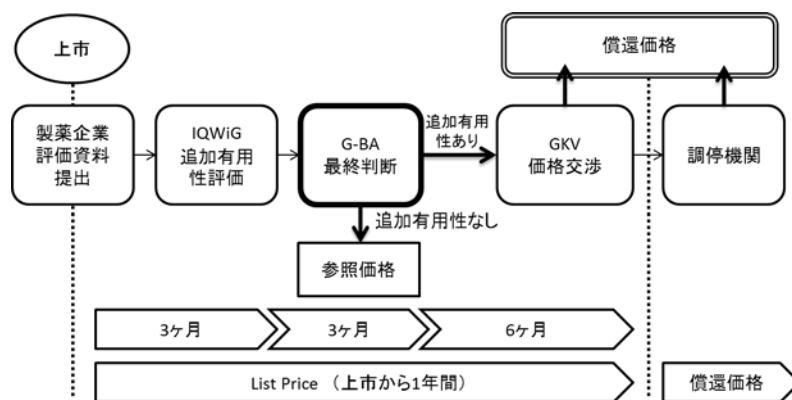 上市
償還価格
製薬企業
評価資料
提出
IQWiG
追加有用
性評価
G-BA
最終判断
追加有用
性あり
GKV
価格交渉
調停機関
追加有用性なし
参照価格
3ヶ月
3ヶ月
6ヶ月
List Price （上市から1年間）
償還価格